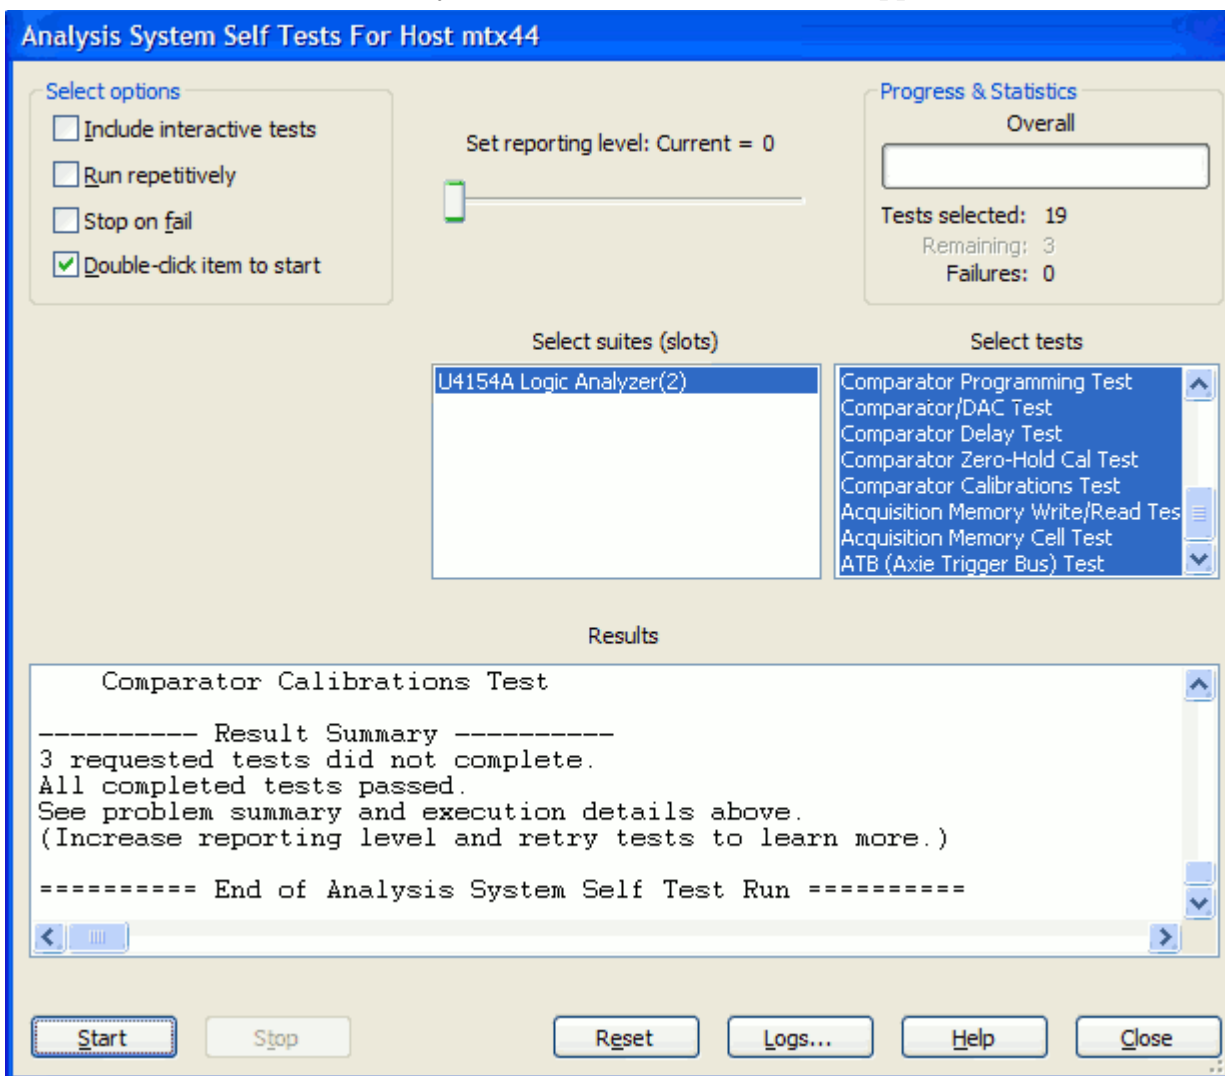 Analysis System Self Tests For Host mtx44
Select options
Include interactive tests
Run repetitively
Stop on fail
Double-click item to start
Set reporting level: Current = 0
Progress & Statistics
Overall
Tests selected: 19
Remaining: 3
Failures: 0
Select suites (slots)
U4154A Logic Analyzer(2)
Select tests
Comparator Programming Test
Comparator/DAC Test
Comparator Delay Test
Comparator Zero-Hold Cal Test
Comparator Calibrations Test
Acquisition Memory Write/Read Tes
Acquisition Memory Cell Test
ATB (Axie Trigger Bus) Test
Results
Comparator Calibrations Test
---------- Result Summary ----------
3 requested tests did not complete.
All completed tests passed.
See problem summary and execution details above.
(Increase reporting level and retry tests to learn more.)
========== End of Analysis System Self Test Run ==========
Start
Stop
Reset
Logs...
Help
Close